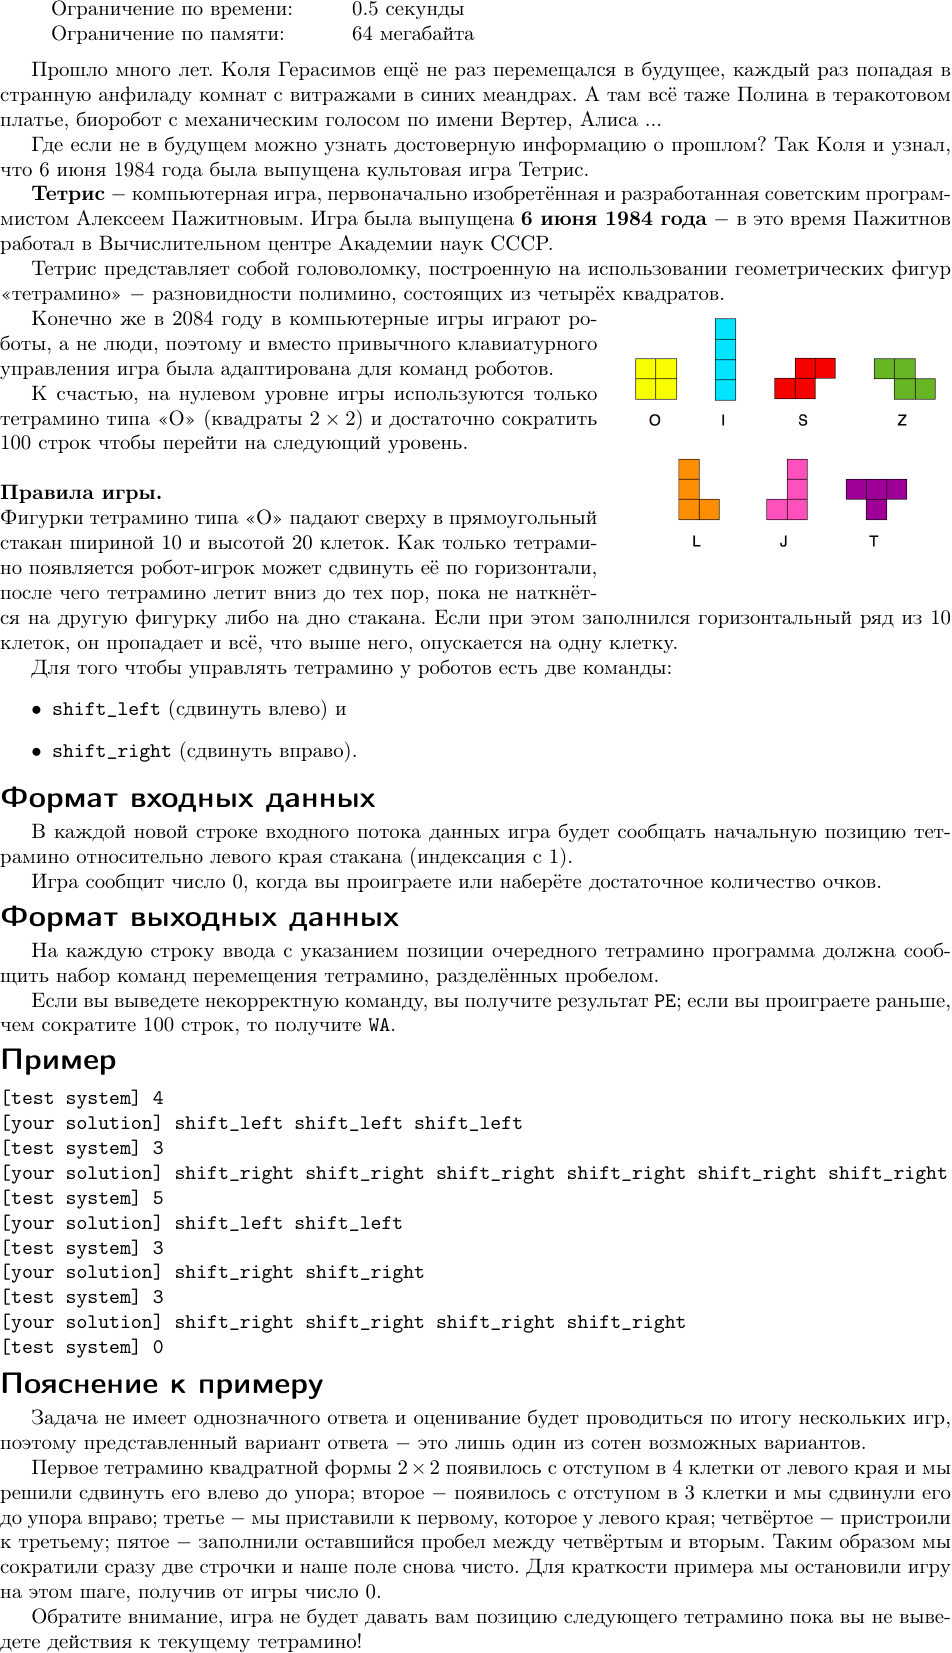 Ограничение по времени: 0.5 секунды
Ограничение по памяти: 64 мегабайта
Прошло много лет. Коля Герасимов ещё не раз перемещался в будущее, каждый раз попадая в
странную анфиладу комнат с витражами в синих меандрах. А там всё таже Полина в теракотовом
платье, биоробот с механическим голосом по имени Вертер, Алиса ...
Где если не в будущем можно узнать достоверную информацию о прошлом? Так Коля и узнал,
что 6 июня 1984 года была выпущена культовая игра Тетрис.
Тетрис – компьютерная игра, первоначально изобретённая и разработанная советским програм-
мистом Алексеем Пажитновым. Игра была выпущена 6 июня 1984 года – в это время Пажитнов
работал в Вычислительном центре Академии наук СССР.
Тетрис представляет собой головоломку, построенную на использовании геометрических фигур
«тетрамино» – разновидности полимино, состоящих из четырёх квадратов.
Конечно же в 2084 году в компьютерные игры играют ро-
боты, а не люди, поэтому и вместо привычного клавиатурного
управления игра была адаптирована для команд роботов.
К счастью, на нулевом уровне игры используются только
тетрамино типа «О» (квадраты 2 × 2) и достаточно сократить
100 строк чтобы перейти на следующий уровень.
O I S Z
L J T
Правила игры.
Фигурки тетрамино типа «О» падают сверху в прямоугольный
стакан шириной 10 и высотой 20 клеток. Как только тетрами-
но появляется робот-игрок может сдвинуть её по горизонтали,
после чего тетрамино летит вниз до тех пор, пока не наткнёт-
ся на другую фигурку либо на дно стакана. Если при этом заполнился горизонтальный ряд из 10
клеток, он пропадает и всё, что выше него, опускается на одну клетку.
Для того чтобы управлять тетрамино у роботов есть две команды:
• shift_left (сдвинуть влево) и
• shift_right (сдвинуть вправо).
Формат входных данных
В каждой новой строке входного потока данных игра будет сообщать начальную позицию тет-
рамино относительно левого края стакана (индексация с 1).
Игра сообщит число 0, когда вы проиграете или наберёте достаточное количество очков.
Формат выходных данных
На каждую строку ввода с указанием позиции очередного тетрамино программа должна сооб-
щить набор команд перемещения тетрамино, разделённых пробелом.
Если вы выведете некорректную команду, вы получите результат PE; если вы проиграете раньше,
чем сократите 100 строк, то получите WA.
Пример
[test system] 4
[your solution] shift_left shift_left shift_left
[test system] 3
[your solution] shift_right shift_right shift_right shift_right shift_right shift_right
[test system] 5
[your solution] shift_left shift_left
[test system] 3
[your solution] shift_right shift_right
[test system] 3
[your solution] shift_right shift_right shift_right shift_right
[test system] 0
Пояснение к примеру
Задача не имеет однозначного ответа и оценивание будет проводиться по итогу нескольких игр,
поэтому представленный вариант ответа – это лишь один из сотен возможных вариантов.
Первое тетрамино квадратной формы 2 × 2 появилось с отступом в 4 клетки от левого края и мы
решили сдвинуть его влево до упора; второе – появилось с отступом в 3 клетки и мы сдвинули его
до упора вправо; третье – мы приставили к первому, которое у левого края; четвёртое – пристроили
к третьему; пятое – заполнили оставшийся пробел между четвёртым и вторым. Таким образом мы
сократили сразу две строчки и наше поле снова чисто. Для краткости примера мы остановили игру
на этом шаге, получив от игры число 0.
Обратите внимание, игра не будет давать вам позицию следующего тетрамино пока вы не выве-
дете действия к текущему тетрамино!